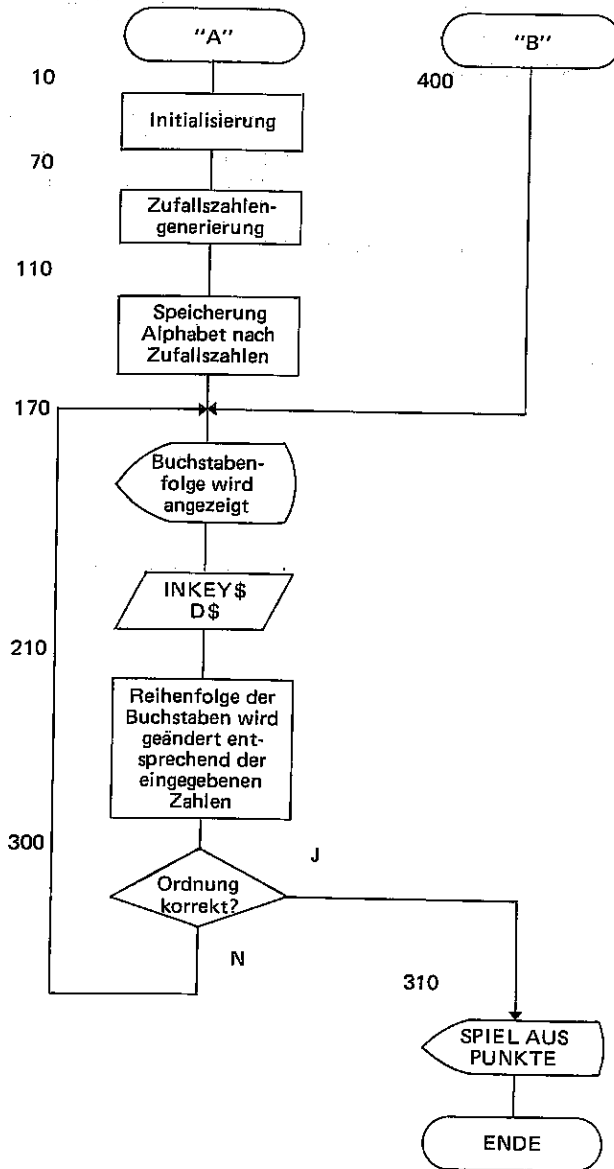 "A"
"B"
10
400
Initialisierung
70
Zufallszahlen-
generierung
110
Speicherung
Alphabet nach
Zufallszahlen
170
Buchstaben-
folge wird
angezeigt
INKEY$
D$
210
Reihenfolge der
Buchstaben wird
geändert ent-
sprechend der
eingegebenen
Zahlen
300
J
Ordnung
korrekt?
N
310
SPIEL AUS
PUNKTE
ENDE